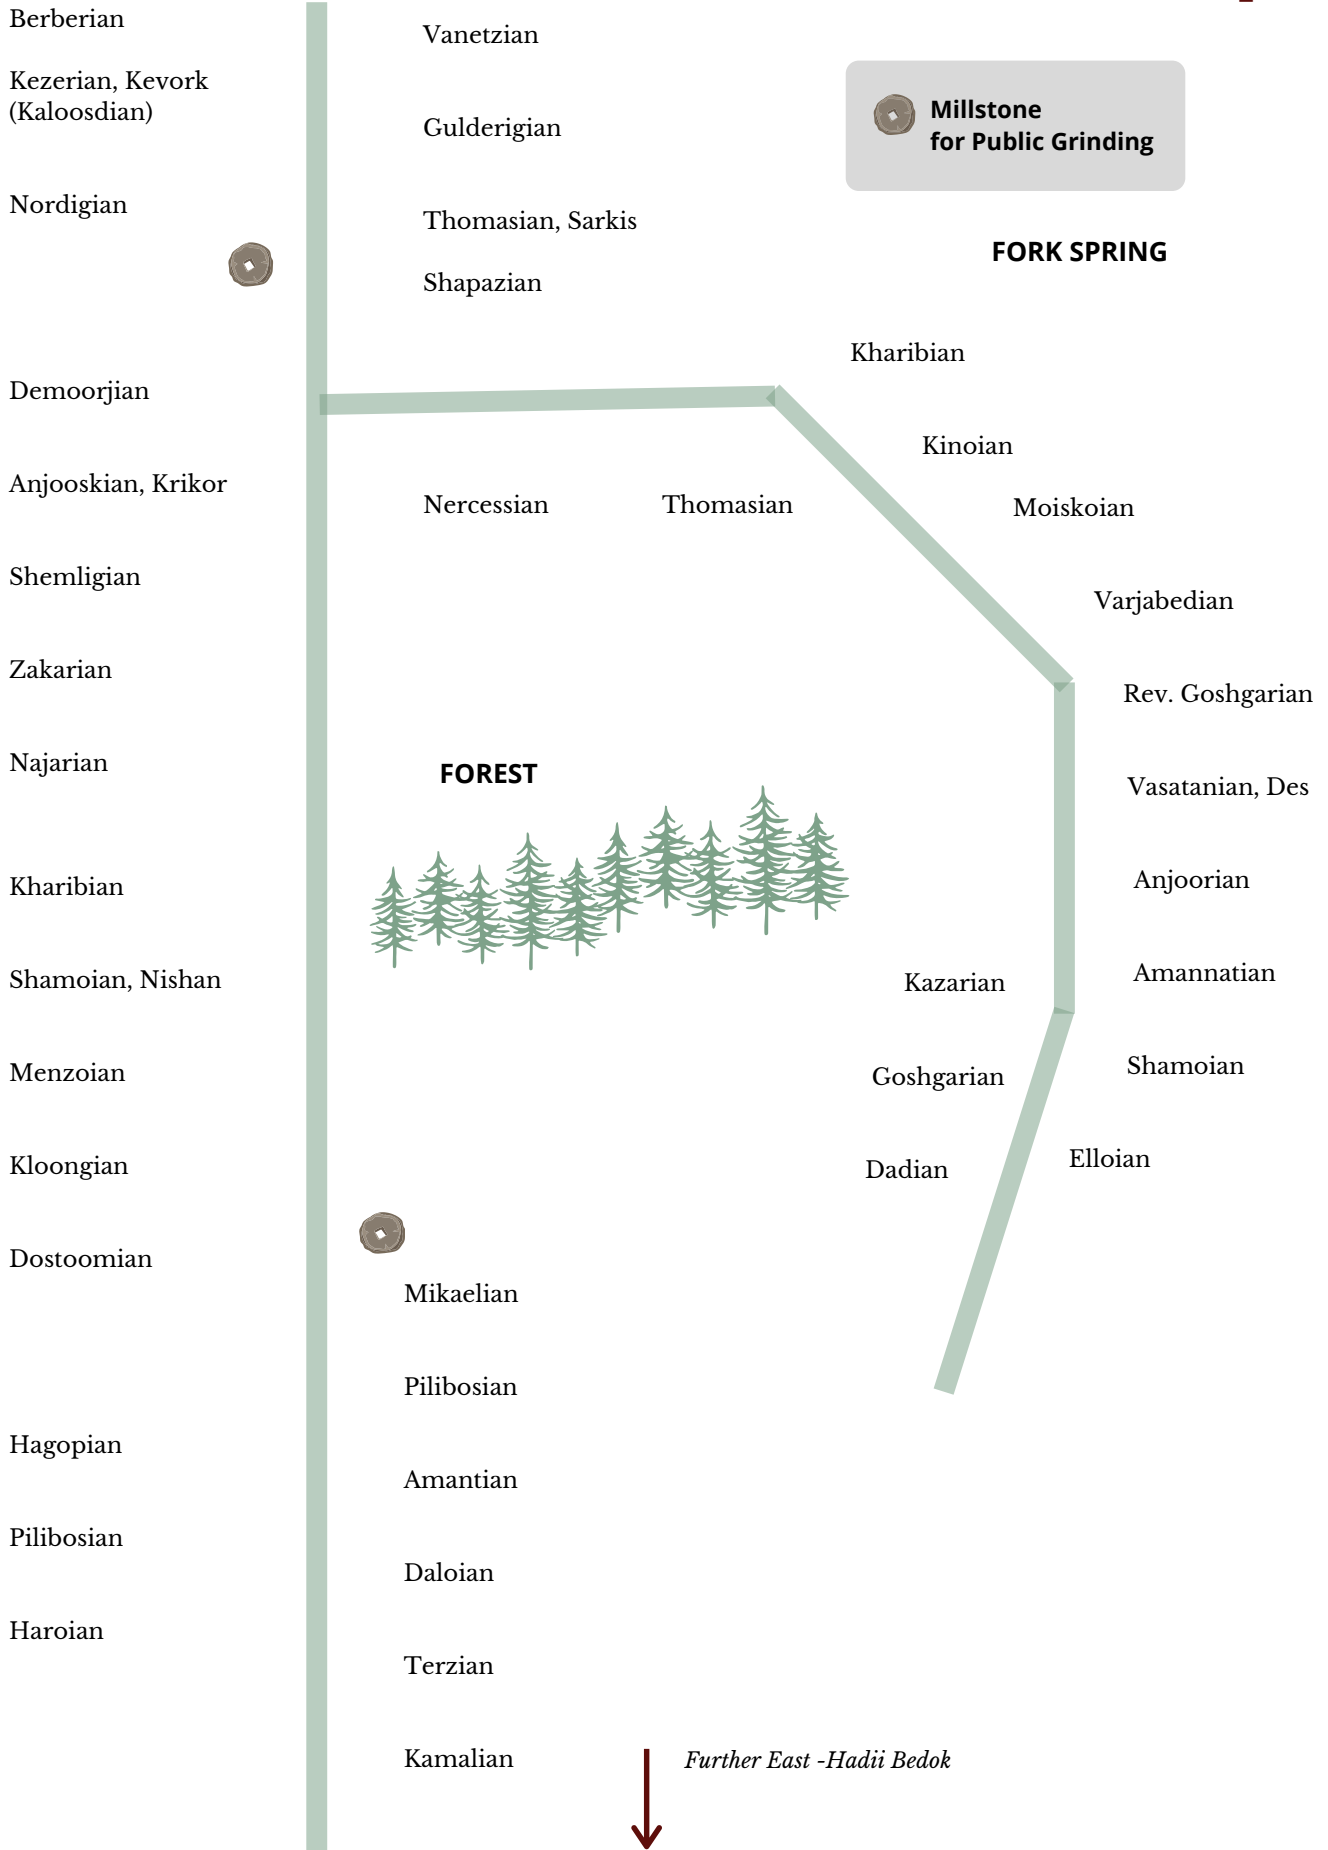 Berberian
Kezerian, Kevork
(Kaloosdian)
Nordigian
Demoorjian
Anjooskian, Krikor
Shemligian
Zakarian
Najarian
Kharibian
Shamoian, Nishan
Menzoian
Kloongian
Dostoomian
Hagopian
Pilibosian
Haroian
Vanetzian
Gulderigian
Thomasian, Sarkis
Shapazian
Millstone
for Public Grinding
FORK SPRING
Kharibian
Kinoian
Moiskoian
Varjabedian
Rev. Goshgarian
Vasatanian, Des
Anjoorian
Amannatian
Shamoian
Elloian
Nercessian
Thomasian
FOREST
Kazarian
Goshgarian
Dadian
Mikaelian
Pilibosian
Amantian
Daloian
Terzian
Kamalian
Further East -Hadii Bedok